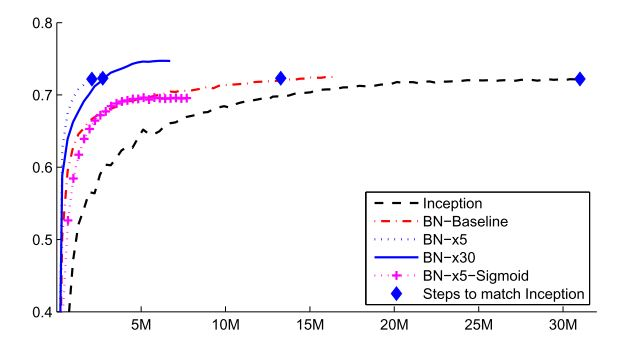 0.8
0.7
0.6
0.5
0.4
5M
10M
15M
20M
25M
30M
Inception
BN−Baseline
BN−x5
BN−x30
BN−x5−Sigmoid
Steps to match Inception